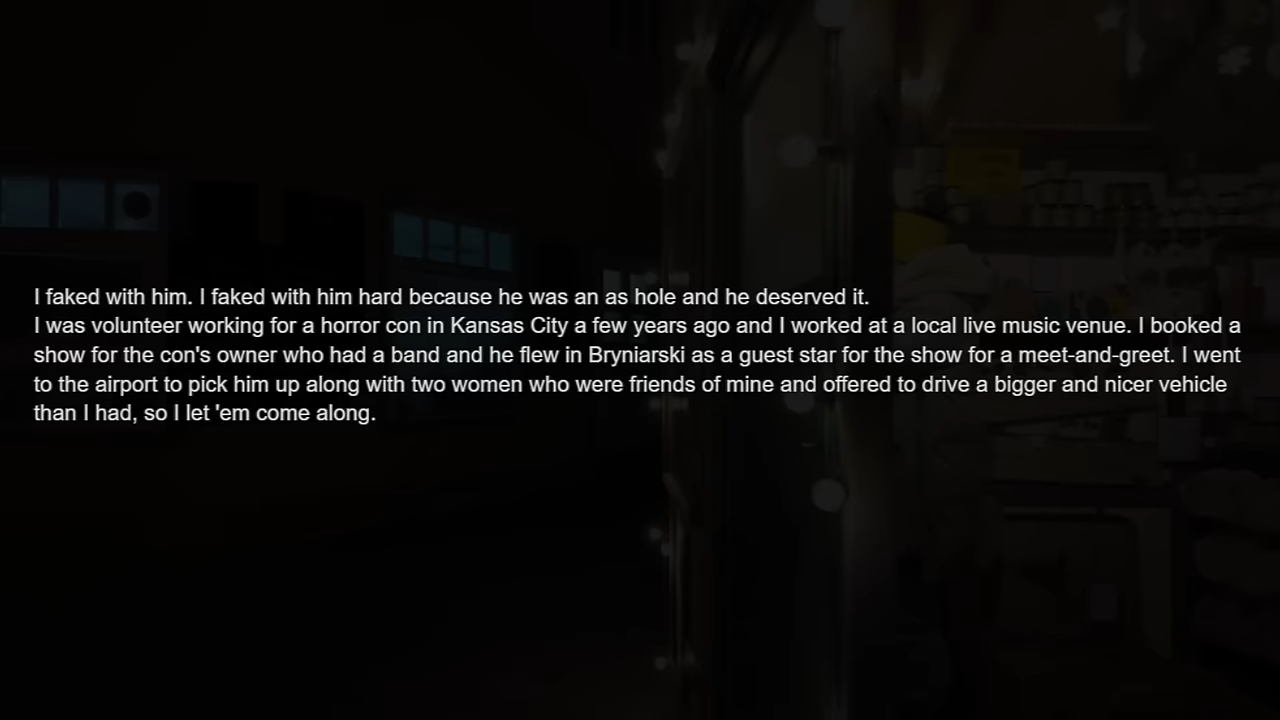 I faked with him. I faked with him hard because he was an as hole and he deserved it.
I was volunteer working for a horror con in Kansas City a few years ago and I worked at a local live music venue. I booked a
show for the con's owner who had a band and he flew in Bryniarski as a guest star for the show for a meet-and-greet. I went
to the airport to pick him up along with two women who were friends of mine and offered to drive a bigger and nicer vehicle
than I had, so I let 'em come along.